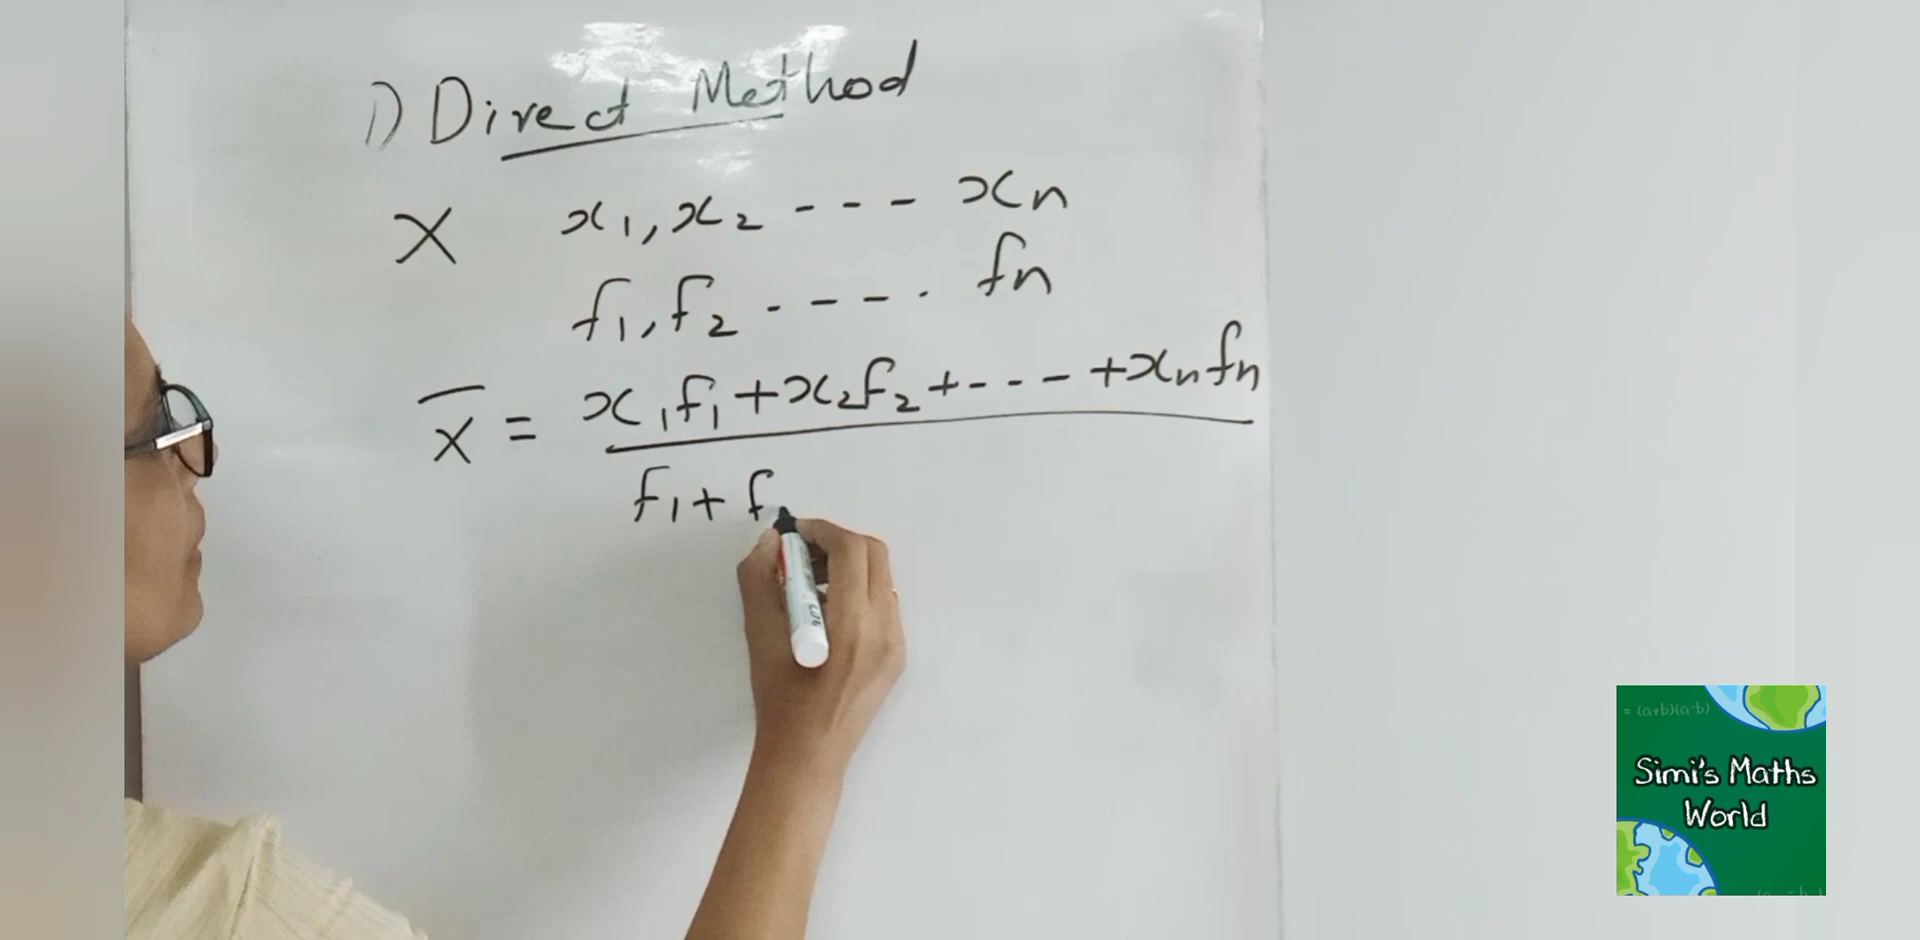 1) Direct Method
X x₁, x₂ - - - xn
f₁, f₂ - - - - fn
x̄ = x₁f₁ + x₂f₂ + - - - + xnfn
f₁ + f
= (a+b)(a-b)
Simi's Maths
World